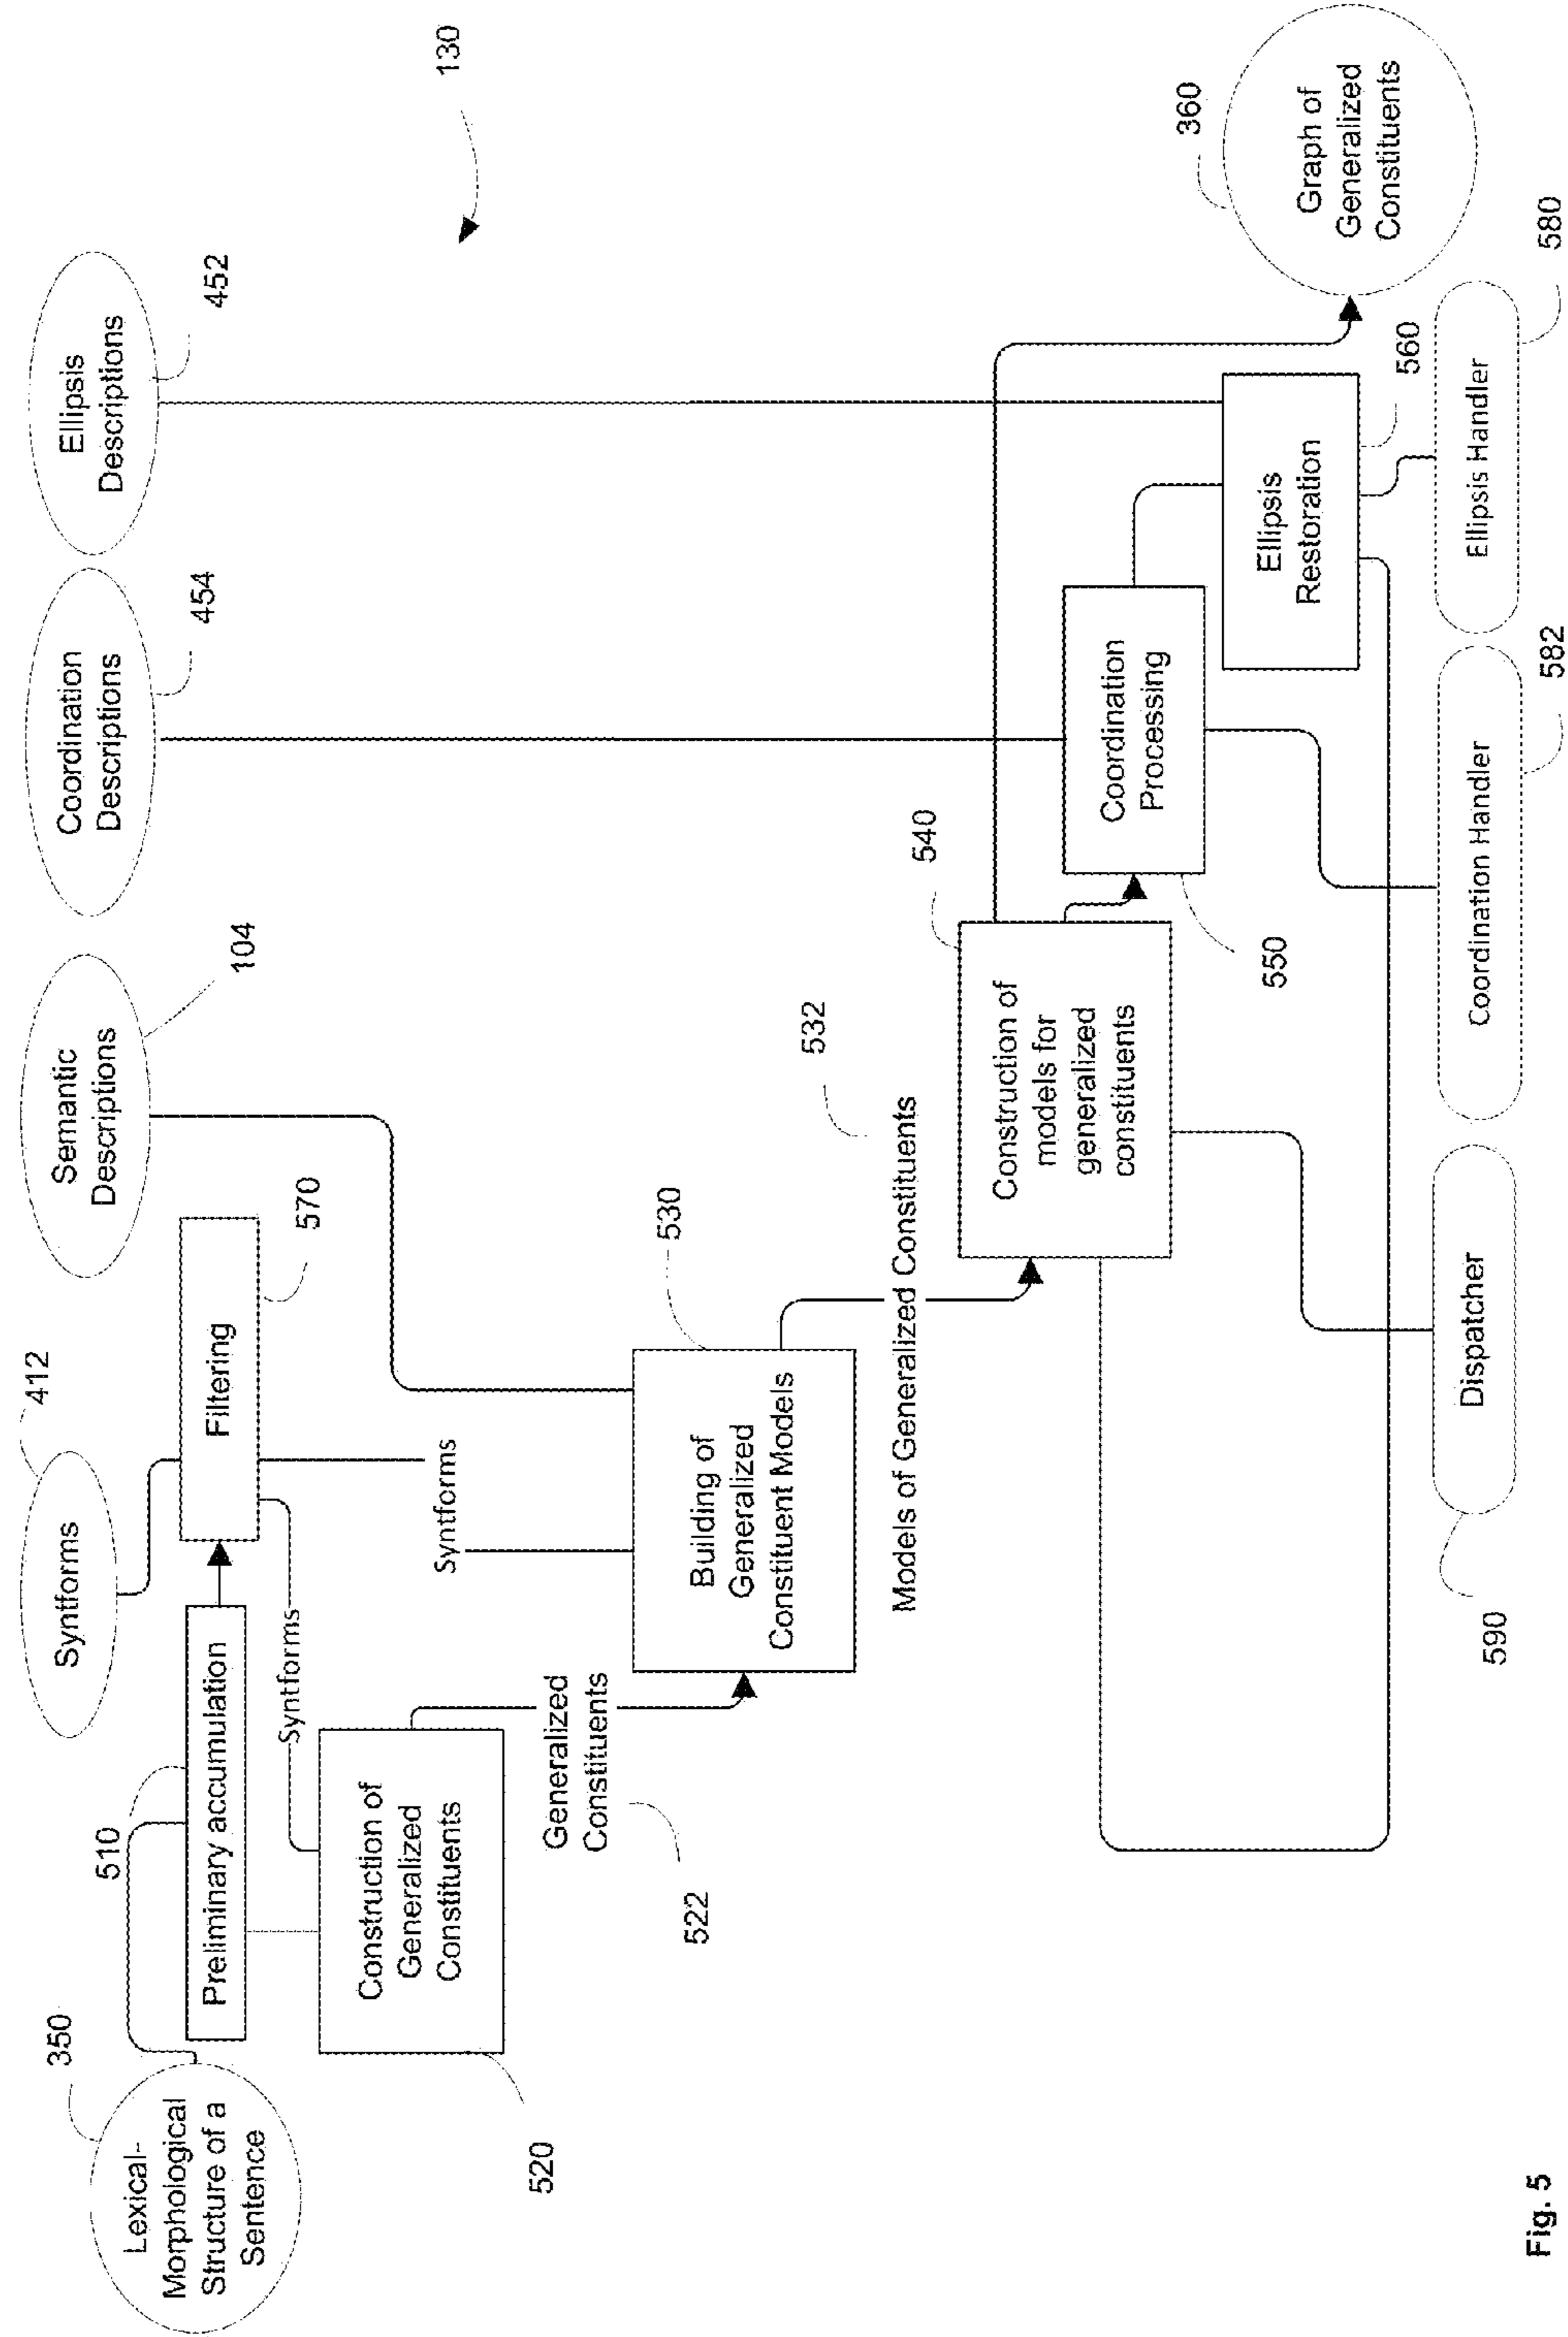 130
Syntforms
412
Semantic
Descriptions
104
Coordination
Descriptions
454
Ellipsis
Descriptions
452
Lexical-
Morphological
Structure of a
Sentence
350
510
Preliminary accumulation
Filtering
570
Syntforms
Syntforms
Construction of
Generalized
Constituents
520
Generalized
Constituents
522
Building of
Generalized
Constituent Models
530
Models of Generalized Constituents
532
Construction of
models for
generalized
constituents
540
Coordination
Processing
550
Ellipsis
Restoration
560
Graph of
Generalized
Constituents
360
Dispatcher
590
Coordination Handler
582
Ellipsis Handler
580
Fig. 5